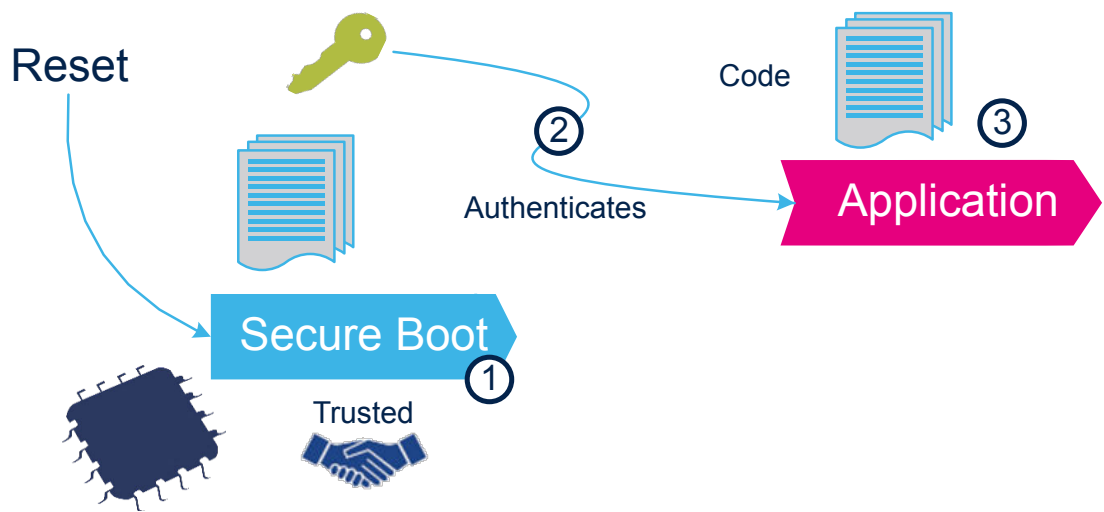 Reset
Code
2
3
Authenticates
Application
Secure Boot
1
Trusted